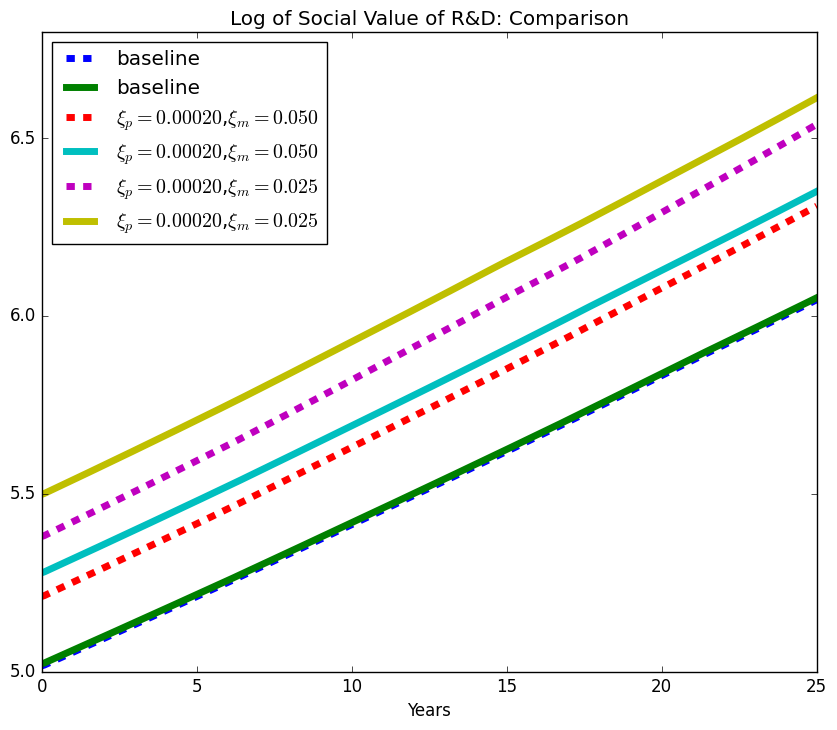 Log of Social Value of R&D: Comparison
baseline
baseline
ξp = 0.00020,ξm = 0.050
ξp = 0.00020,ξm = 0.050
ξp = 0.00020,ξm = 0.025
ξp = 0.00020,ξm = 0.025
6.5
6.0
5.5
5.0
0 5 10 15 20 25
Years